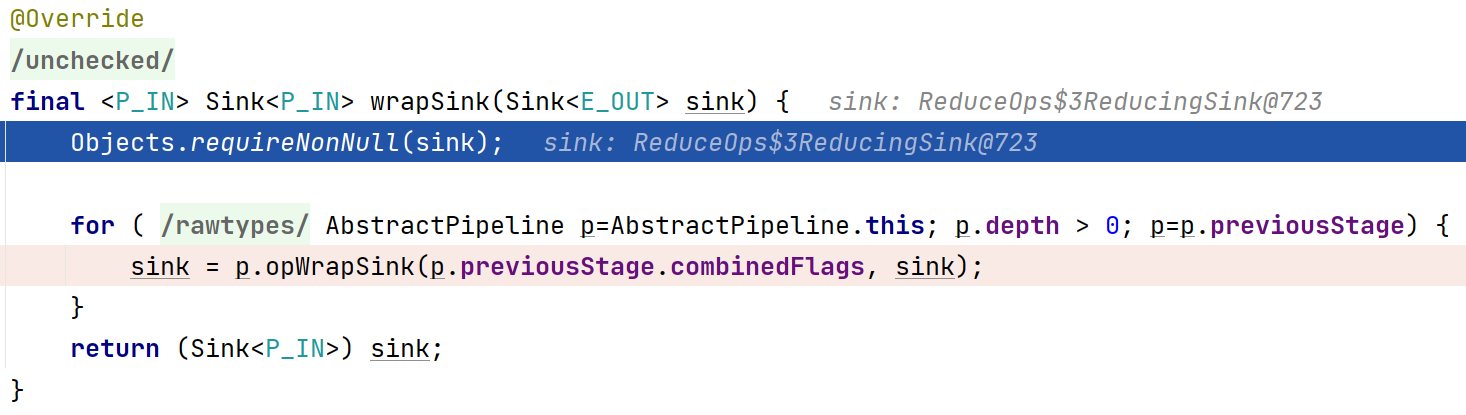 @Override
/unchecked/
final <P_IN> Sink<P_IN> wrapSink(Sink<E_OUT> sink) {   sink: ReduceOps$3ReducingSink@723
    Objects.requireNonNull(sink);   sink: ReduceOps$3ReducingSink@723
    for ( /rawtypes/ AbstractPipeline p=AbstractPipeline.this; p.depth > 0; p=p.previousStage) {
        sink = p.opWrapSink(p.previousStage.combinedFlags, sink);
    }
    return (Sink<P_IN>) sink;
}